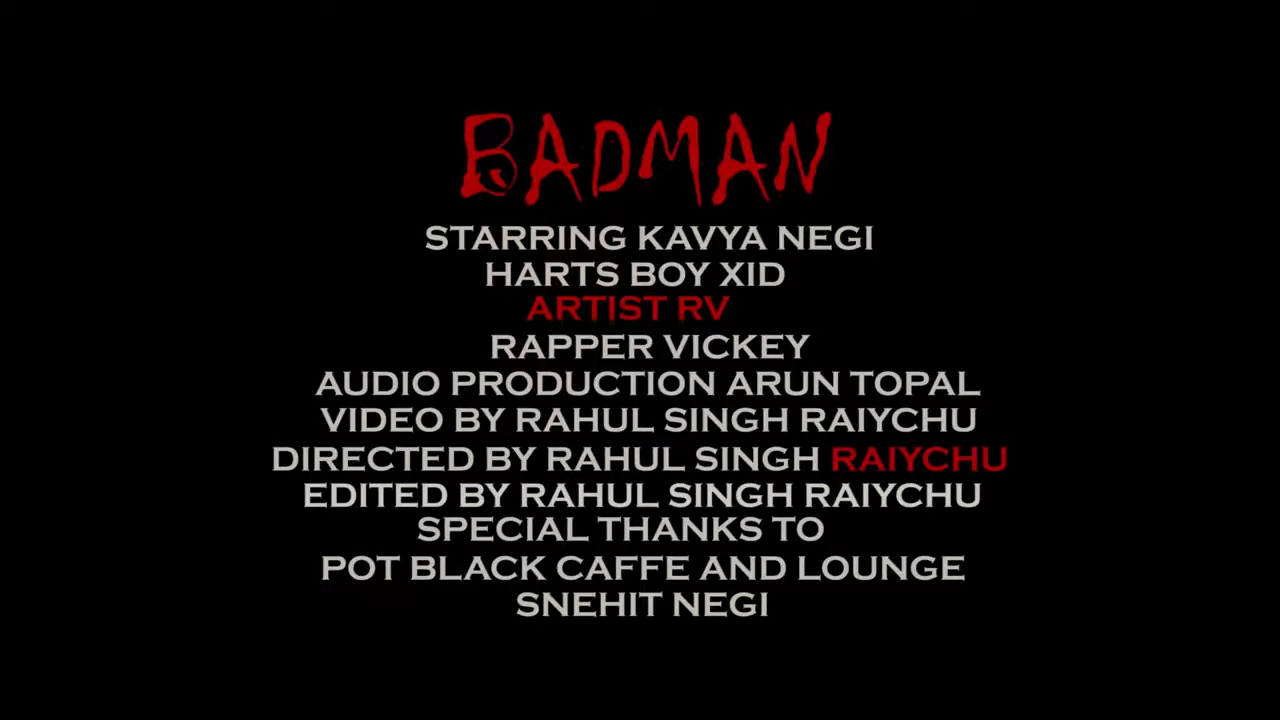 BADMAN
STARRING KAVYA NEGI
HARTS BOY XID
ARTIST RV
RAPPER VICKEY
AUDIO PRODUCTION ARUN TOPAL
VIDEO BY RAHUL SINGH RAIYCHU
DIRECTED BY RAHUL SINGH RAIYCHU
EDITED BY RAHUL SINGH RAIYCHU
SPECIAL THANKS TO
POT BLACK CAFFE AND LOUNGE
SNEHIT NEGI